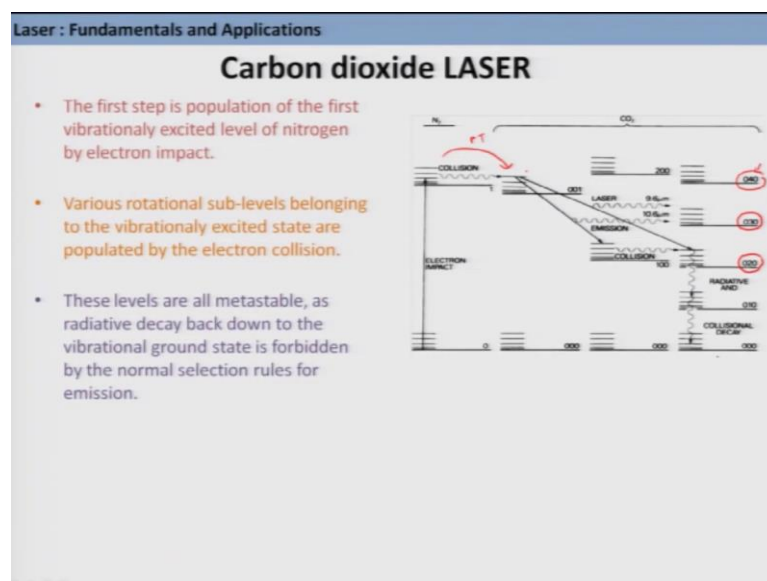 Laser : Fundamentals and Applications
Carbon dioxide LASER
• The first step is population of the first
vibrationaly excited level of nitrogen
by electron impact.
• Various rotational sub-levels belonging
to the vibrationaly excited state are
populated by the electron collision.
• These levels are all metastable, as
radiative decay back down to the
vibrational ground state is forbidden
by the normal selection rules for
emission.
N₂
CO₂
COLLISION
1
001
200
040
LASER 9.6μm
10.6μm
EMISSION
030
ELECTRON
IMPACT
COLLISION
100
020
RADIATIVE
AND
010
COLLISIONAL
DECAY
0
000
000
000